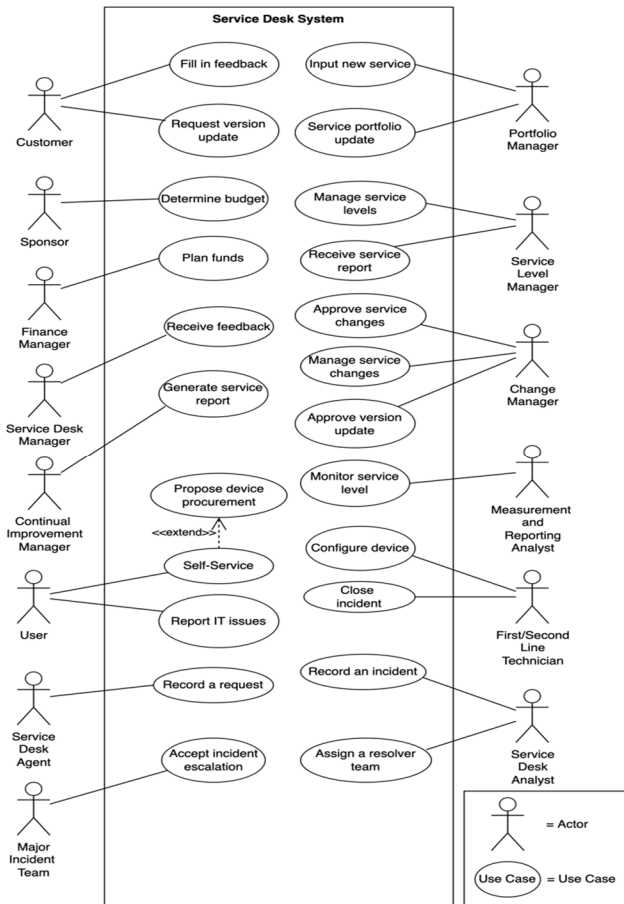 Service Desk System
Fill in feedback
Input new service
Customer
Request version
update
Service portfolio
update
Portfolio
Manager
Sponsor
Determine budget
Manage service
levels
Plan funds
Receive service
report
Service
Level
Manager
Finance
Manager
Receive feedback
Approve service
changes
Manage service
changes
Service Desk
Manager
Generate service
report
Approve version
update
Change
Manager
Continual
Improvement
Manager
Propose device
procurement
<<extend>>
Monitor service
level
Measurement
and
Reporting
Analyst
Self-Service
Configure device
Close
incident
User
Report IT issues
First/Second
Line
Technician
Record a request
Record an incident
Service
Desk
Agent
Accept incident
escalation
Assign a resolver
team
Service
Desk
Analyst
Major
Incident
Team
= Actor
Use Case
= Use Case